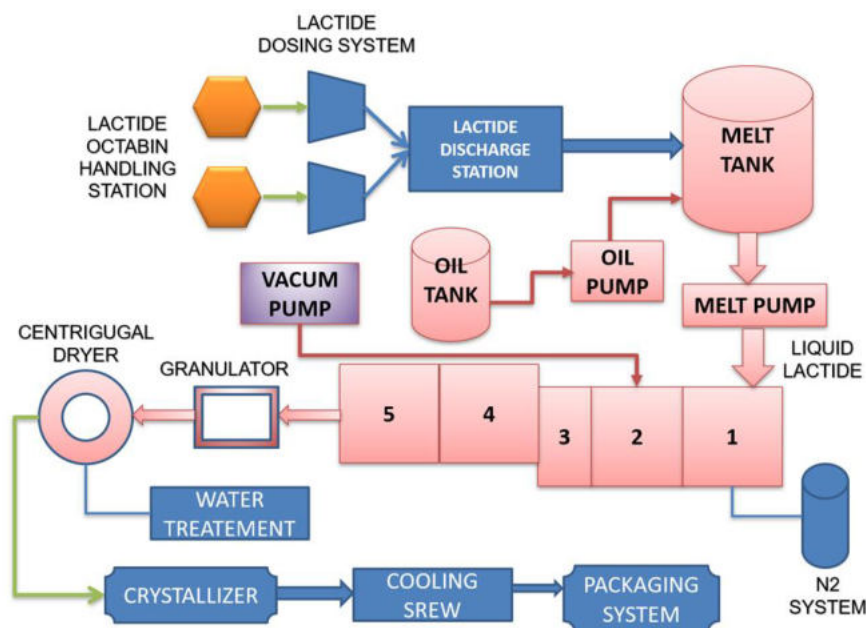 LACTIDE
DOSING SYSTEM
LACTIDE
OCTABIN
HANDLING
STATION
LACTIDE
DISCHARGE
STATION
MELT
TANK
OIL
TANK
OIL
PUMP
VACUM
PUMP
MELT PUMP
LIQUID
LACTIDE
CENTRIGUGAL
DRYER
GRANULATOR
5
4
3
2
1
WATER
TREATEMENT
N2
SYSTEM
CRYSTALLIZER
COOLING
SREW
PACKAGING
SYSTEM